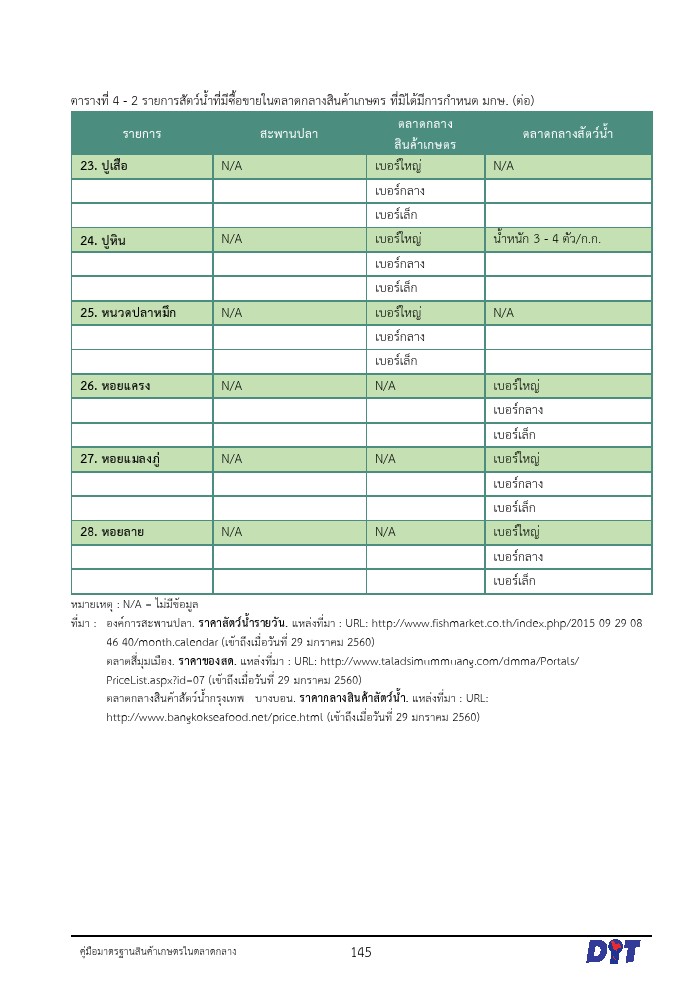 ตารางที่ 4 - 2 รายการสัตว์น้ำที่มีซื้อขายในตลาดกลางสินค้าเกษตร ที่มิได้มีการกำหนด มกษ. (ต่อ)
รายการ สะพานปลา ตลาดกลาง ตลาดกลางสัตว์น้ำ
สินค้าเกษตร
23. ปูเสือ N/A เบอร์ใหญ่ N/A
เบอร์กลาง
เบอร์เล็ก
24. ปูหิน N/A เบอร์ใหญ่ น้ำหนัก 3 - 4 ตัว/ก.ก.
เบอร์กลาง
เบอร์เล็ก
25. หนวดปลาหมึก N/A เบอร์ใหญ่ N/A
เบอร์กลาง
เบอร์เล็ก
26. หอยแครง N/A N/A เบอร์ใหญ่
เบอร์กลาง
เบอร์เล็ก
27. หอยแมลงภู่ N/A N/A เบอร์ใหญ่
เบอร์กลาง
เบอร์เล็ก
28. หอยลาย N/A N/A เบอร์ใหญ่
เบอร์กลาง
เบอร์เล็ก
หมายเหตุ : N/A = ไม่มีข้อมูล
ที่มา : องค์การสะพานปลา. ราคาสัตว์น้ำรายวัน. แหล่งที่มา : URL: http://www.fishmarket.co.th/index.php/2015 09 29 08
46 40/month.calendar (เข้าถึงเมื่อวันที่ 29 มกราคม 2560)
ตลาดสี่มุมเมือง. ราคาของสด. แหล่งที่มา : URL: http://www.taladsimummuang.com/dmma/Portals/
PriceList.aspx?id=07 (เข้าถึงเมื่อวันที่ 29 มกราคม 2560)
ตลาดกลางสินค้าสัตว์น้ำกรุงเทพ บางบอน. ราคากลางสินค้าสัตว์น้ำ. แหล่งที่มา : URL:
http://www.bangkokseafood.net/price.html (เข้าถึงเมื่อวันที่ 29 มกราคม 2560)
คู่มือมาตรฐานสินค้าเกษตรในตลาดกลาง 145 DIT